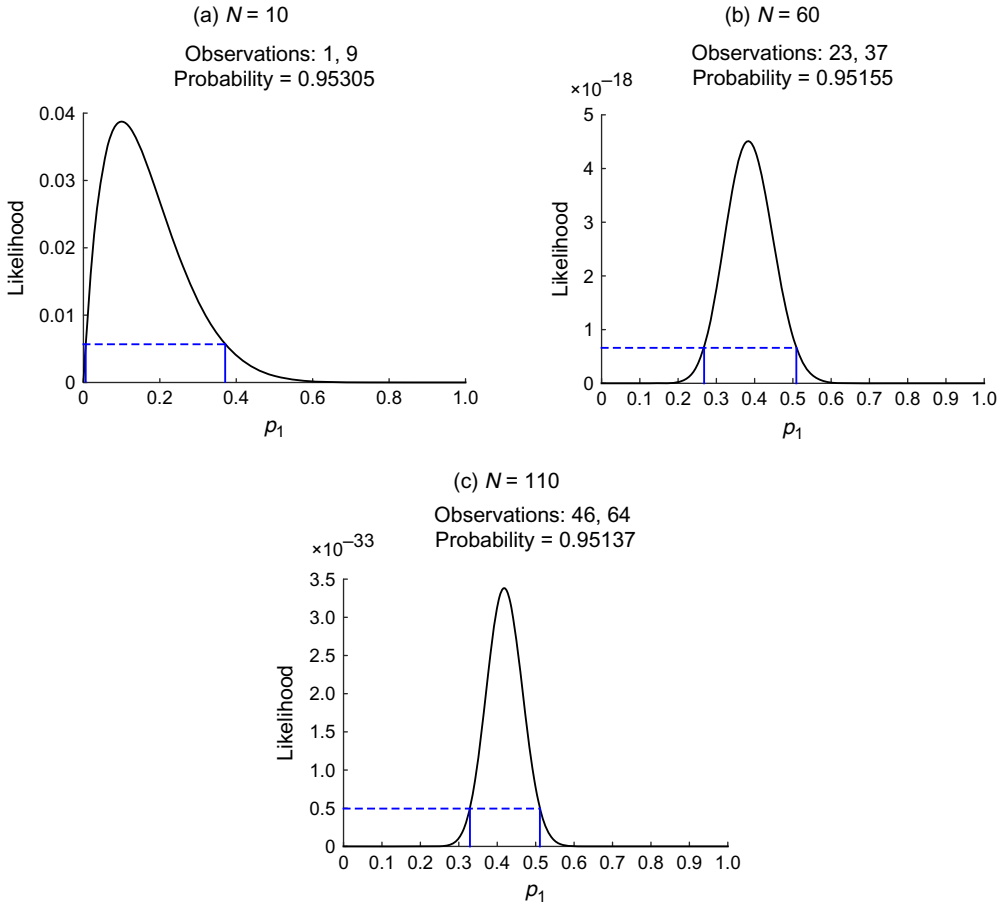 (a) N = 10
Observations: 1, 9
Probability = 0.95305
0.04
0.03
0.02
0.01
0
Likelihood
0 0.2 0.4 0.6 0.8 1.0
p1
(b) N = 60
Observations: 23, 37
Probability = 0.95155
×10–18
5
4
3
2
1
0
Likelihood
0 0.1 0.2 0.3 0.4 0.5 0.6 0.7 0.8 0.9 1.0
p1
(c) N = 110
Observations: 46, 64
Probability = 0.95137
×10–33
3.5
3.0
2.5
2.0
1.5
1.0
0.5
0
Likelihood
0 0.1 0.2 0.3 0.4 0.5 0.6 0.7 0.8 0.9 1.0
p1